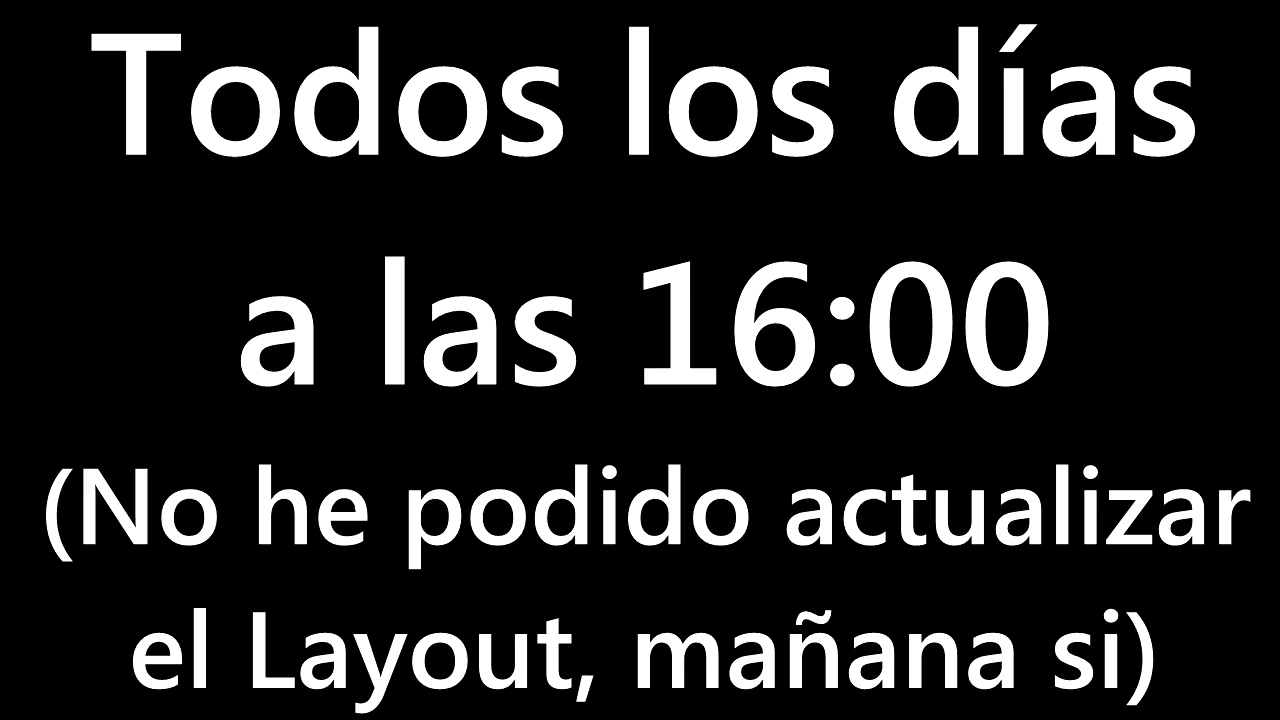 Todos los días
a las 16:00
(No he podido actualizar
el Layout, mañana si)